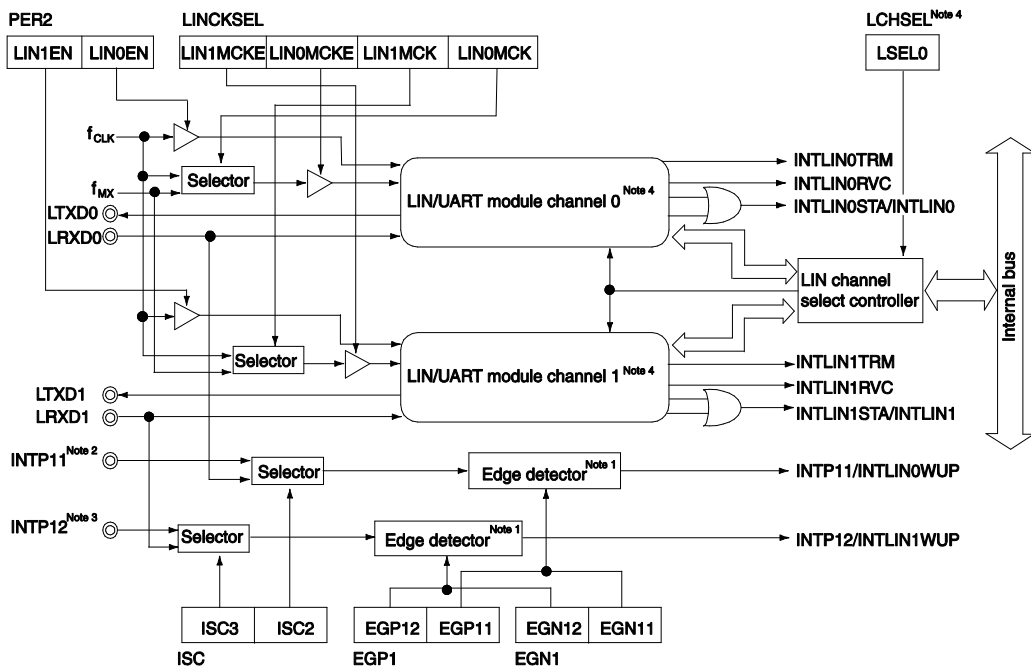 PER2
LINCKSEL
LCHSEL Note 4
LIN1EN LIN0EN
LIN1MCKE LIN0MCKE LIN1MCK LIN0MCK
LSEL0
fCLK
Selector
fMX
LTXD0
LRXD0
LIN/UART module channel 0 Note 4
INTLIN0TRM
INTLIN0RVC
INTLIN0STA/INTLIN0
LIN channel
select controller
Internal bus
Selector
LIN/UART module channel 1 Note 4
INTLIN1TRM
INTLIN1RVC
INTLIN1STA/INTLIN1
LTXD1
LRXD1
INTP11 Note 2
Selector
Edge detector Note 1
INTP11/INTLIN0WUP
INTP12 Note 3
Selector
Edge detector Note 1
INTP12/INTLIN1WUP
ISC3 ISC2
EGP12 EGP11
EGN12 EGN11
ISC
EGP1
EGN1